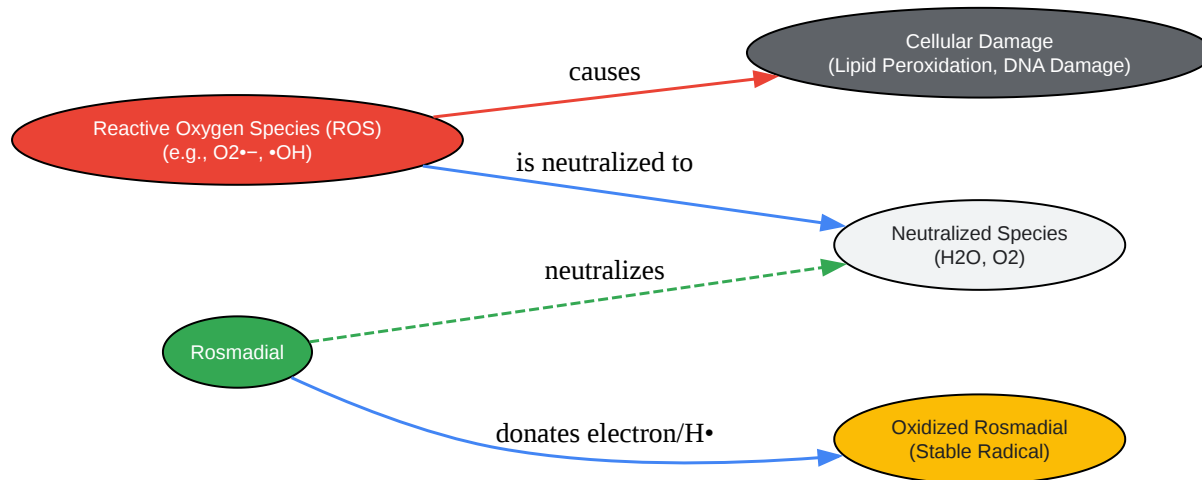 Cellular Damage
(Lipid Peroxidation, DNA Damage)
causes
Reactive Oxygen Species (ROS)
(e.g., O2•−, •OH)
is neutralized to
Neutralized Species
(H2O, O2)
neutralizes
Rosmadial
Oxidized Rosmadial
(Stable Radical)
donates electron/H•